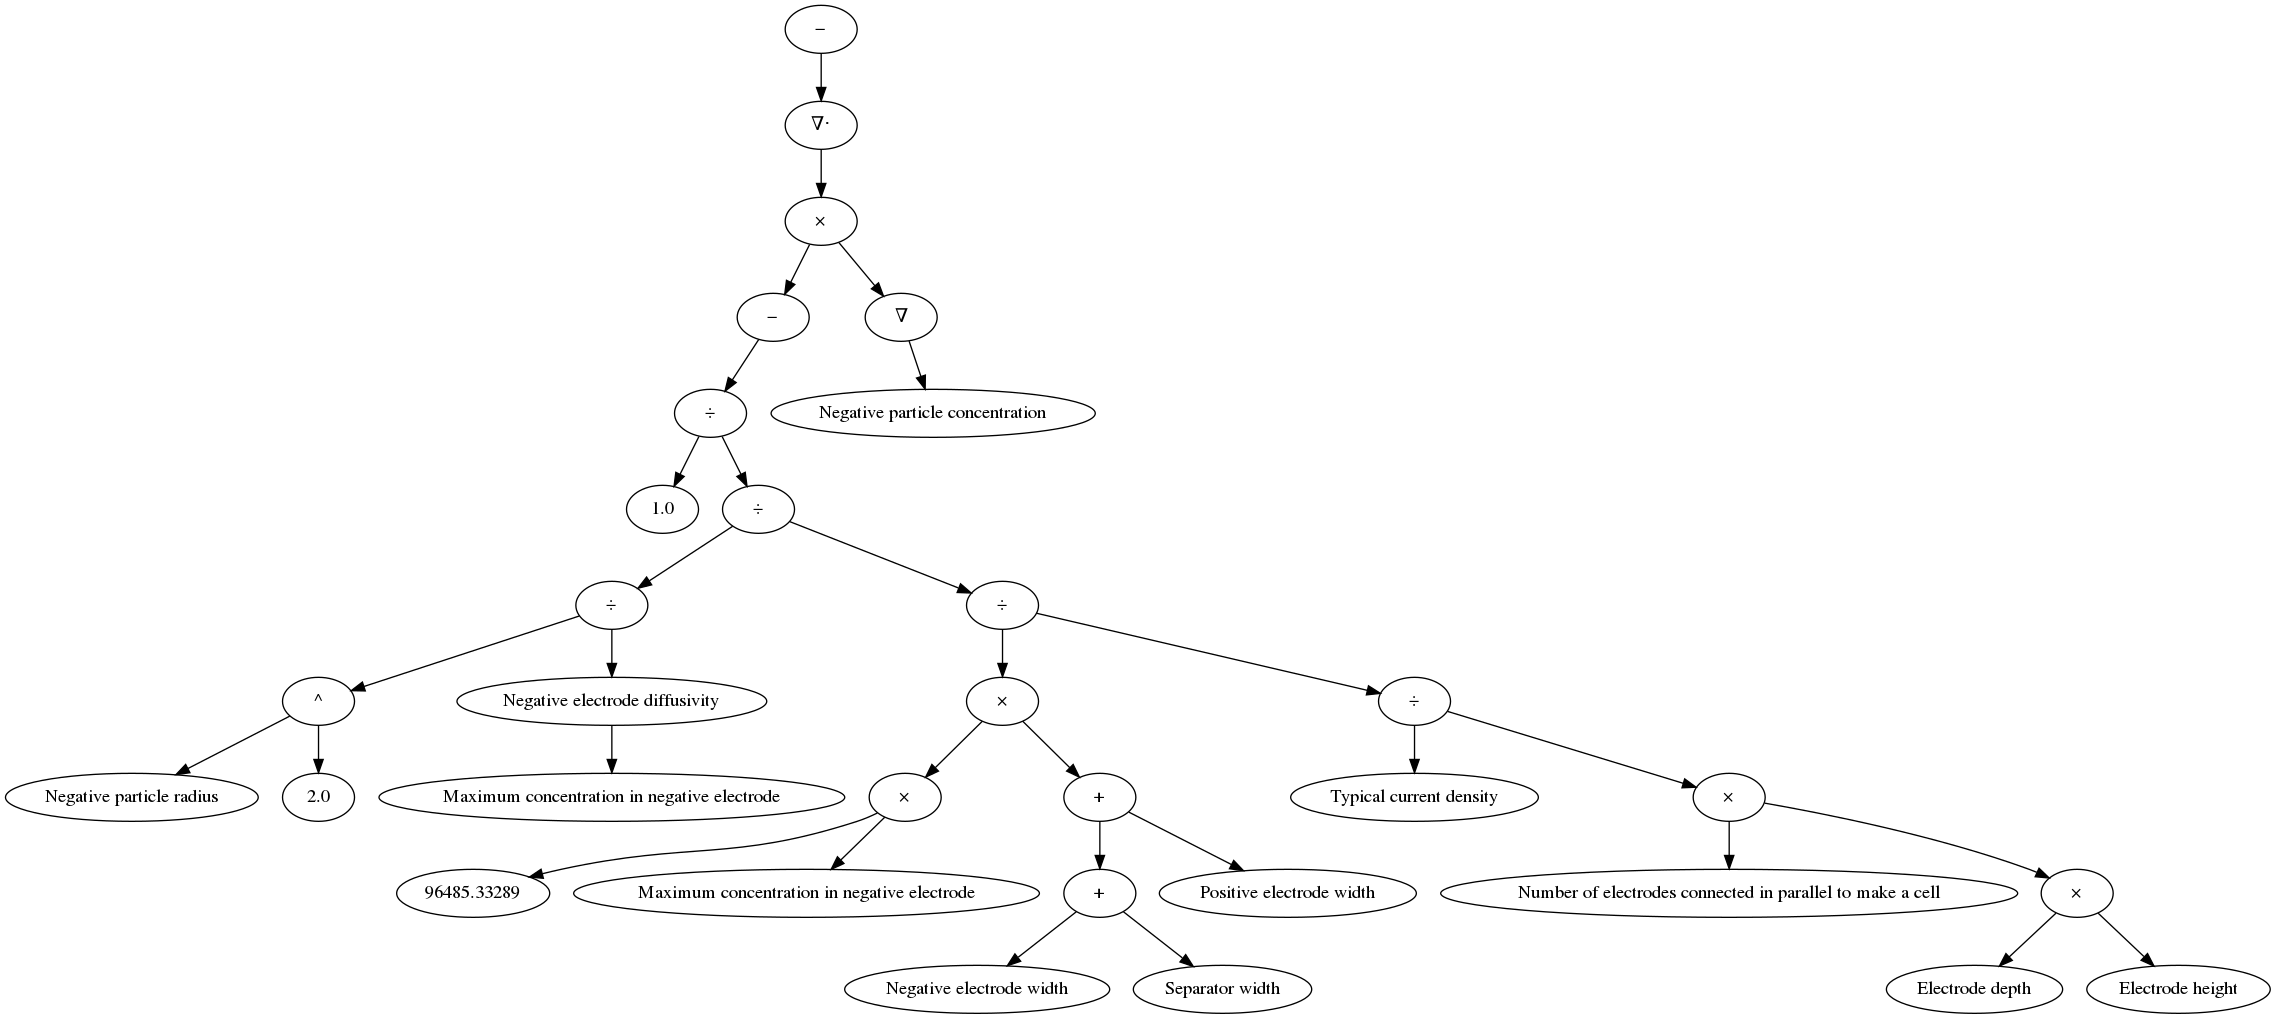 −
∇⋅
×
− ∇
÷ Negative particle concentration
1.0 ÷
÷ ÷
^ Negative electrode diffusivity × ÷
Negative particle radius 2.0 Maximum concentration in negative electrode × + Typical current density ×
96485.33289 Maximum concentration in negative electrode + Positive electrode width Number of electrodes connected in parallel to make a cell ×
Negative electrode width Separator width Electrode depth Electrode height